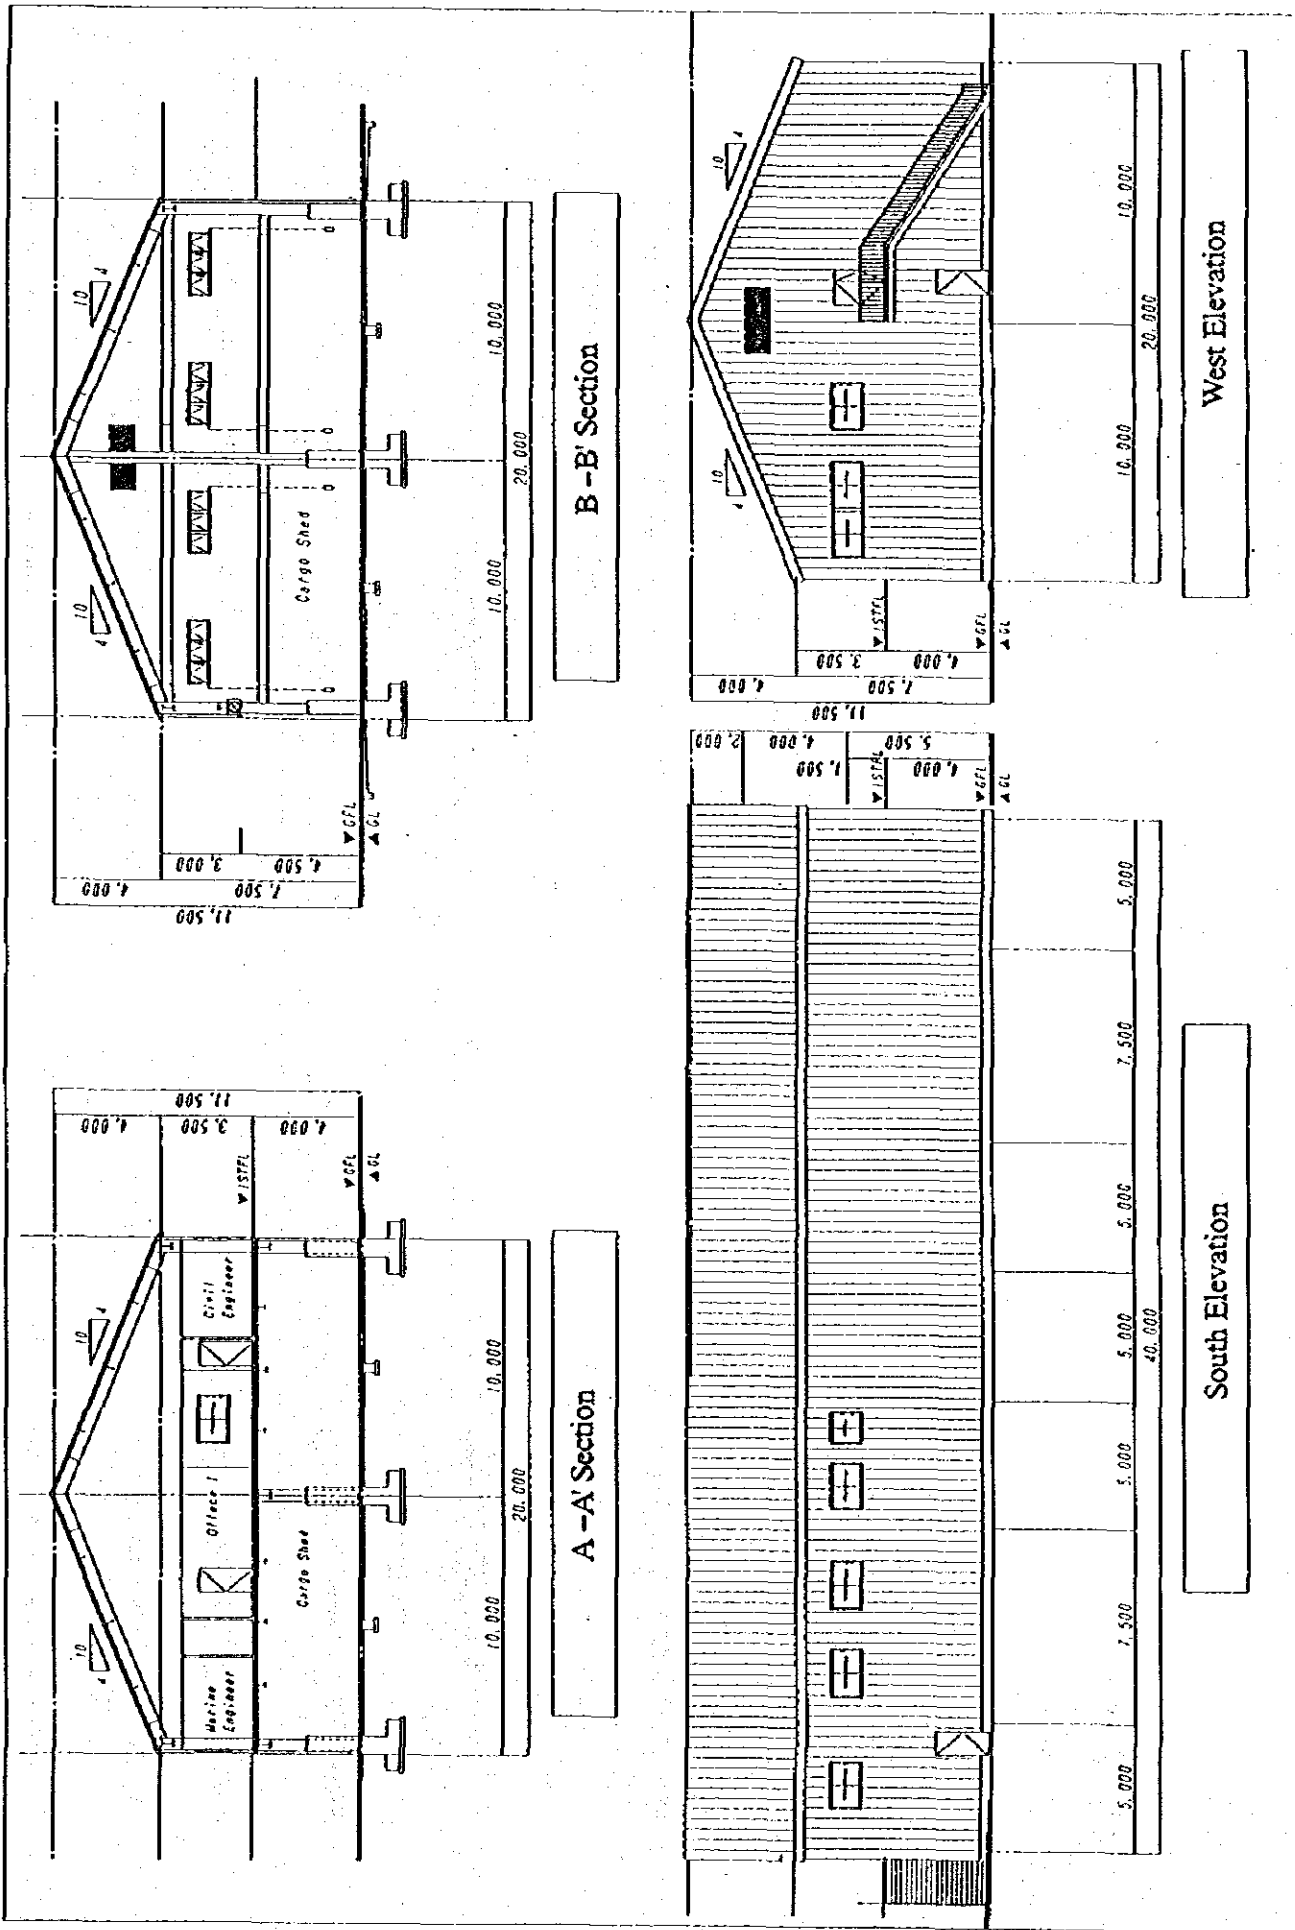 A-A' Section
10
4
10
4
Marine
Engineer
Office 1
Civil
Engineer
Cargo Shed
▼1STFL
▼GFL
▲GL
4,000
3,500
4,000
11,500
10,000
10,000
20,000
B-B' Section
10
4
10
4
Cargo Shed
▼GFL
▲GL
4,000
3,000
4,500
7,500
11,500
10,000
10,000
20,000
South Elevation
2,000
4,000
1,500
5,500
4,000
▼1STFL
▼GFL
▲GL
5,000
7,500
5,000
5,000
5,000
7,500
5,000
40,000
West Elevation
10
4
10
4
4,000
3,500
4,000
7,500
11,500
▼1STFL
▼GFL
▲GL
10,000
10,000
20,000